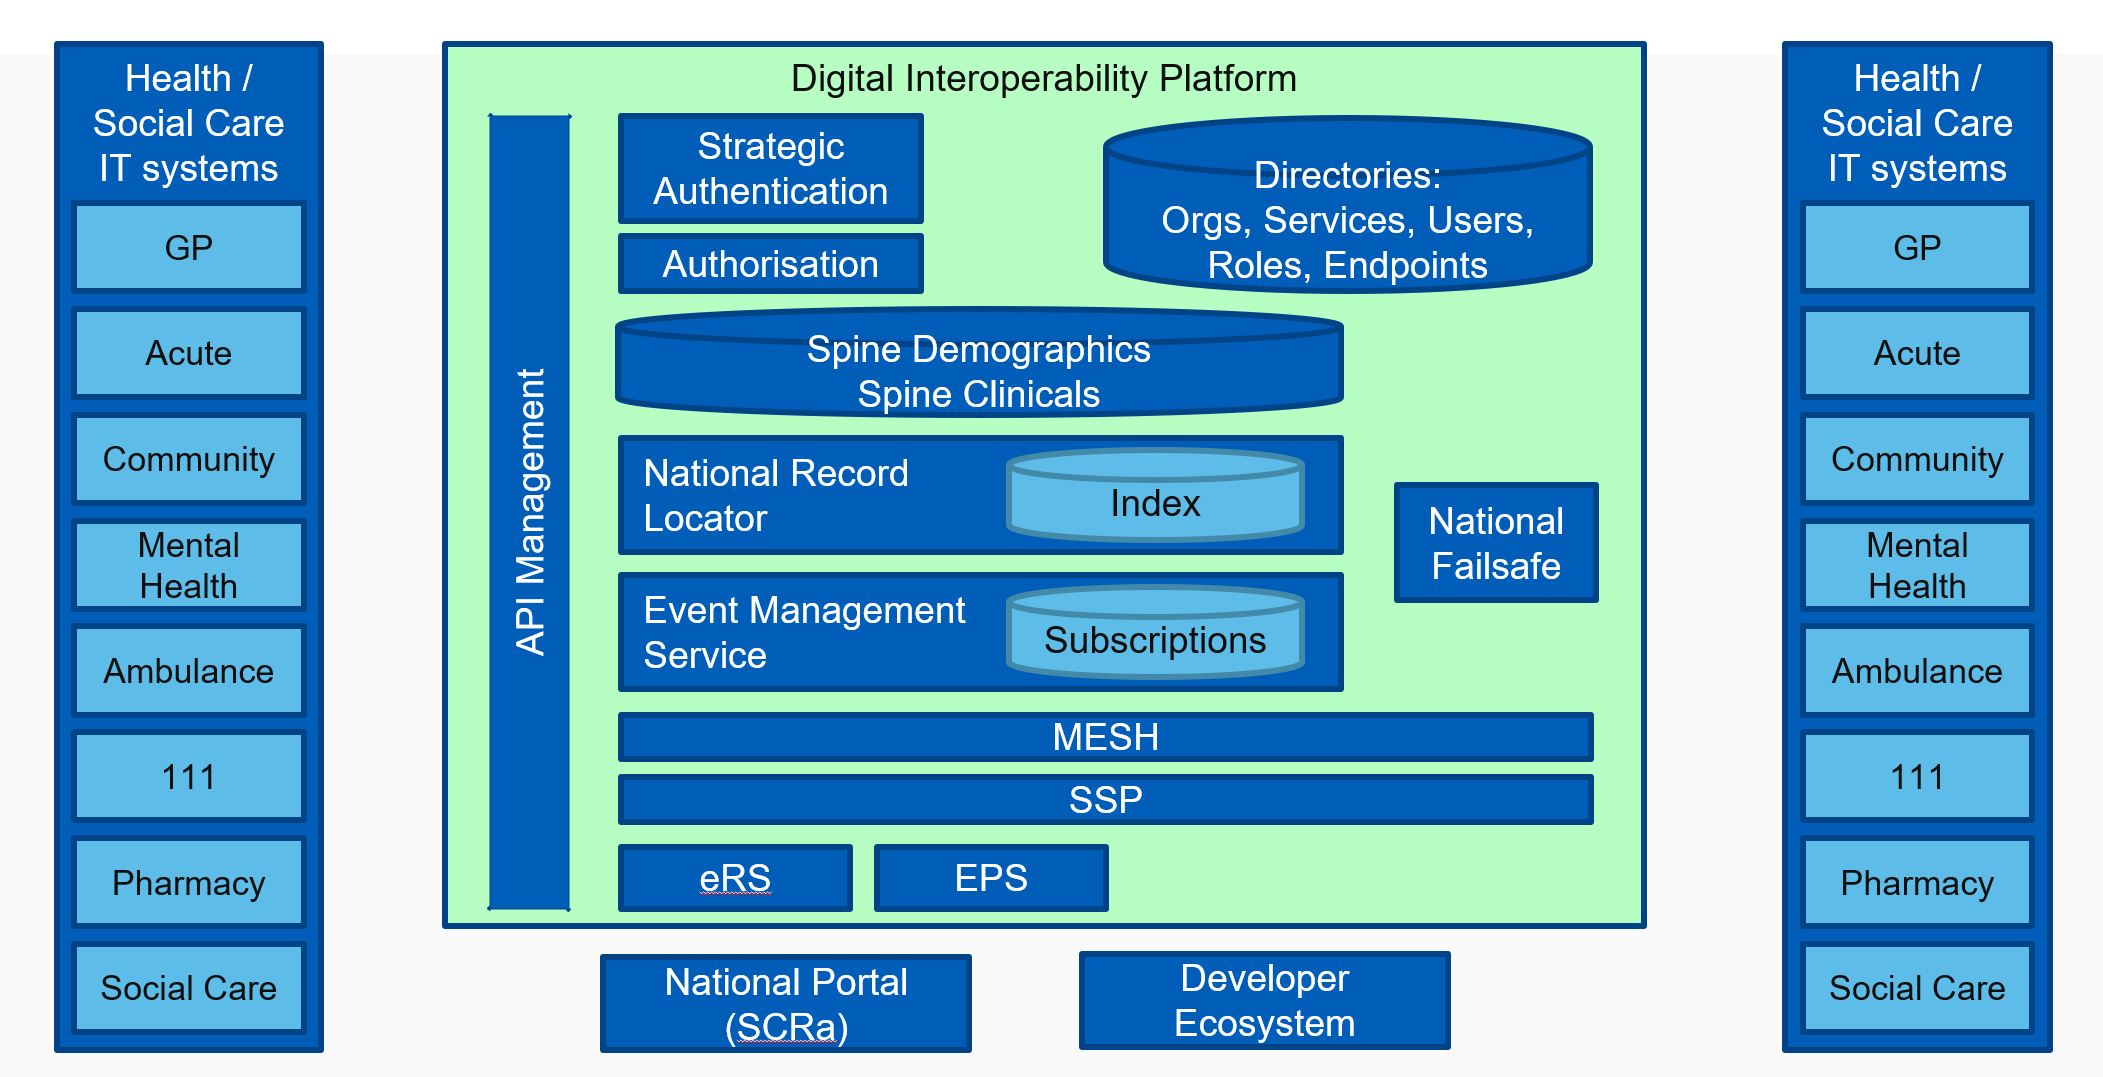 Health /
Social Care
IT systems
GP
Acute
Community
Mental
Health
Ambulance
111
Pharmacy
Social Care
Digital Interoperability Platform
API Management
Strategic
Authentication
Authorisation
Directories:
Orgs, Services, Users,
Roles, Endpoints
Spine Demographics
Spine Clinicals
National Record
Locator
Index
National
Failsafe
Event Management
Service
Subscriptions
MESH
SSP
eRS
EPS
National Portal
(SCRa)
Developer
Ecosystem
Health /
Social Care
IT systems
GP
Acute
Community
Mental
Health
Ambulance
111
Pharmacy
Social Care